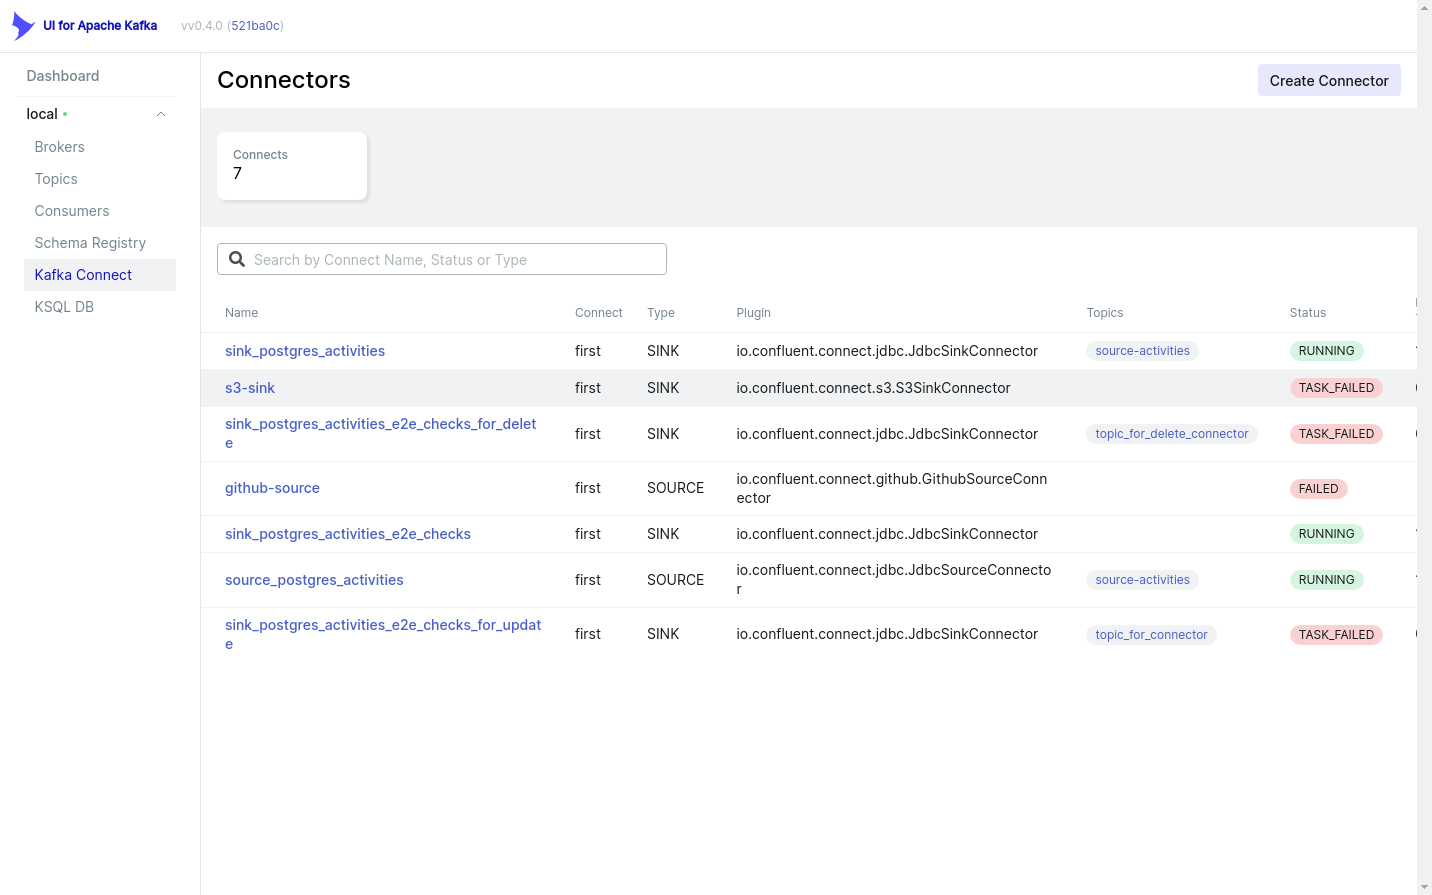 UI for Apache Kafka vv0.4.0 (521ba0c)
Dashboard
local
Brokers
Topics
Consumers
Schema Registry
Kafka Connect
KSQL DB
Connectors
Create Connector
Connects
7
Search by Connect Name, Status or Type
Name Connect Type Plugin Topics Status
sink_postgres_activities first SINK io.confluent.connect.jdbc.JdbcSinkConnector source-activities RUNNING
s3-sink first SINK io.confluent.connect.s3.S3SinkConnector TASK_FAILED
sink_postgres_activities_e2e_checks_for_delet
e
first SINK io.confluent.connect.jdbc.JdbcSinkConnector topic_for_delete_connector TASK_FAILED
github-source first SOURCE
io.confluent.connect.github.GithubSourceConn
ector
FAILED
sink_postgres_activities_e2e_checks first SINK io.confluent.connect.jdbc.JdbcSinkConnector RUNNING
source_postgres_activities first SOURCE
io.confluent.connect.jdbc.JdbcSourceConnecto
r
source-activities RUNNING
sink_postgres_activities_e2e_checks_for_updat
e
first SINK io.confluent.connect.jdbc.JdbcSinkConnector topic_for_connector TASK_FAILED